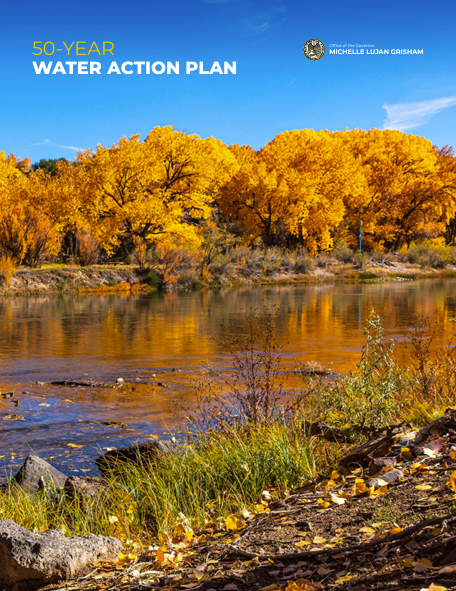 50-YEAR
WATER ACTION PLAN
Office of the Governor
MICHELLE LUJAN GRISHAM